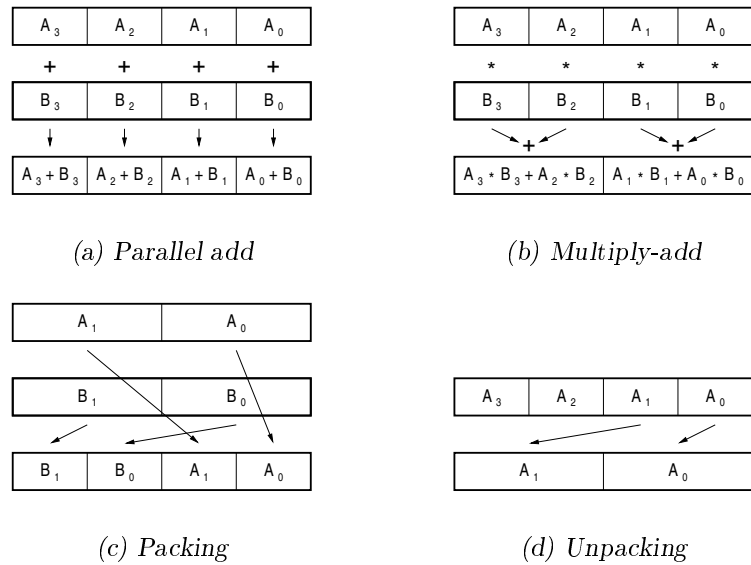 A3 A2 A1 A0
+ + + +
B3 B2 B1 B0
A3 + B3 A2 + B2 A1 + B1 A0 + B0
(a) Parallel add
A3 A2 A1 A0
* * * *
B3 B2 B1 B0
+ +
A3 * B3 + A2 * B2 A1 * B1 + A0 * B0
(b) Multiply-add
A1 A0
B1 B0
B1 B0 A1 A0
(c) Packing
A3 A2 A1 A0
A1 A0
(d) Unpacking